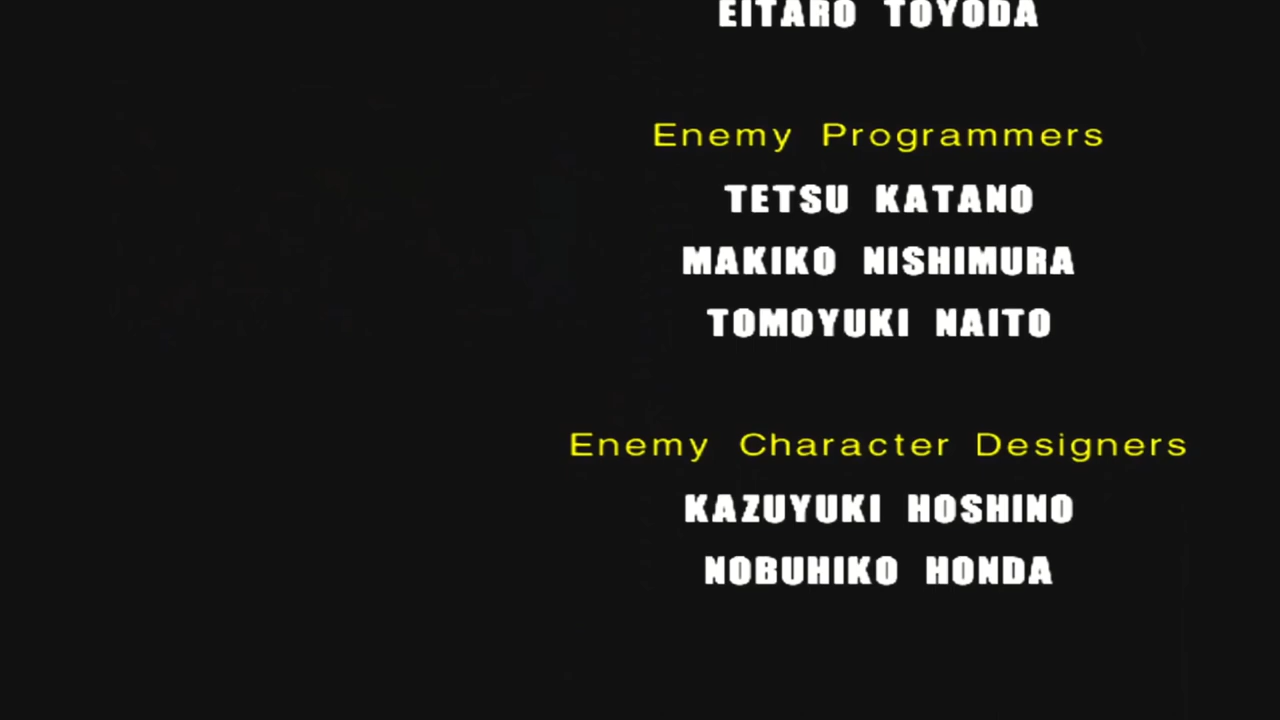 EITARO TOYODA
Enemy Programmers
TETSU KATANO
MAKIKO NISHIMURA
TOMOYUKI NAITO
Enemy Character Designers
KAZUYUKI HOSHINO
NOBUHIKO HONDA